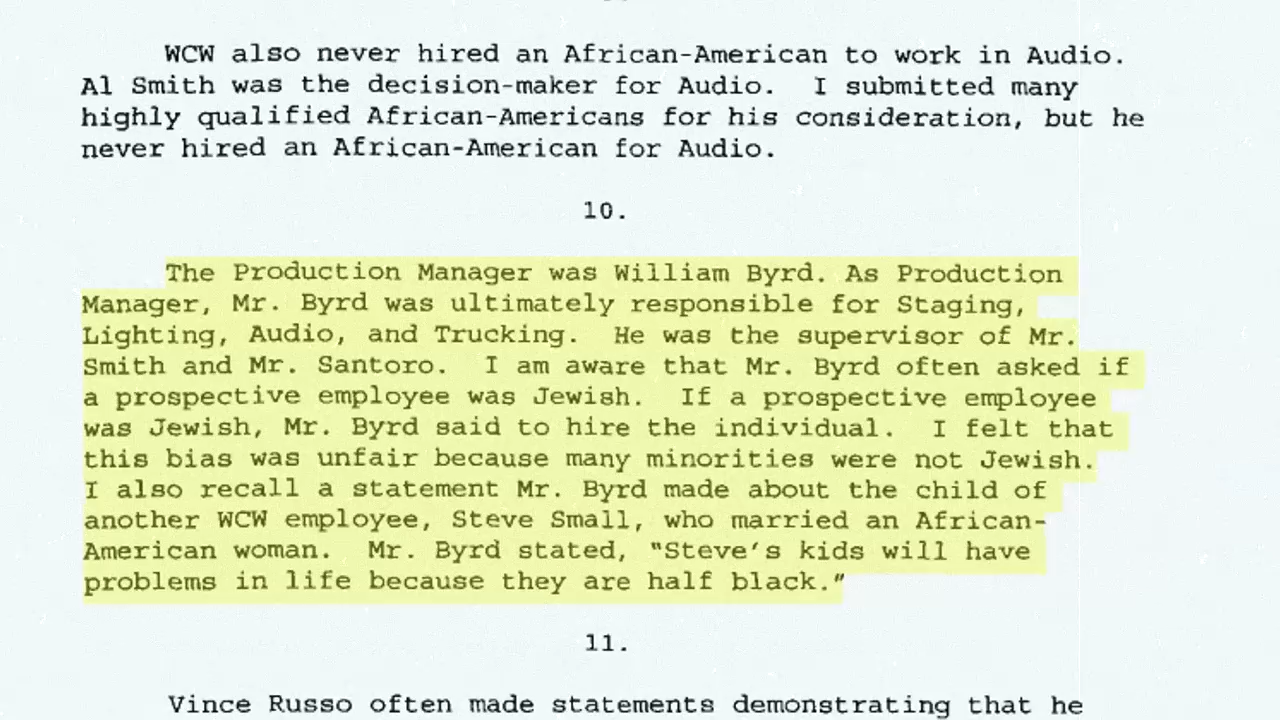 WCW also never hired an African-American to work in Audio.
Al Smith was the decision-maker for Audio. I submitted many
highly qualified African-Americans for his consideration, but he
never hired an African-American for Audio.
10.
The Production Manager was William Byrd. As Production
Manager, Mr. Byrd was ultimately responsible for Staging,
Lighting, Audio, and Trucking. He was the supervisor of Mr.
Smith and Mr. Santoro. I am aware that Mr. Byrd often asked if
a prospective employee was Jewish. If a prospective employee
was Jewish, Mr. Byrd said to hire the individual. I felt that
this bias was unfair because many minorities were not Jewish.
I also recall a statement Mr. Byrd made about the child of
another WCW employee, Steve Small, who married an African-
American woman. Mr. Byrd stated, "Steve's kids will have
problems in life because they are half black."
11.
Vince Russo often made statements demonstrating that he